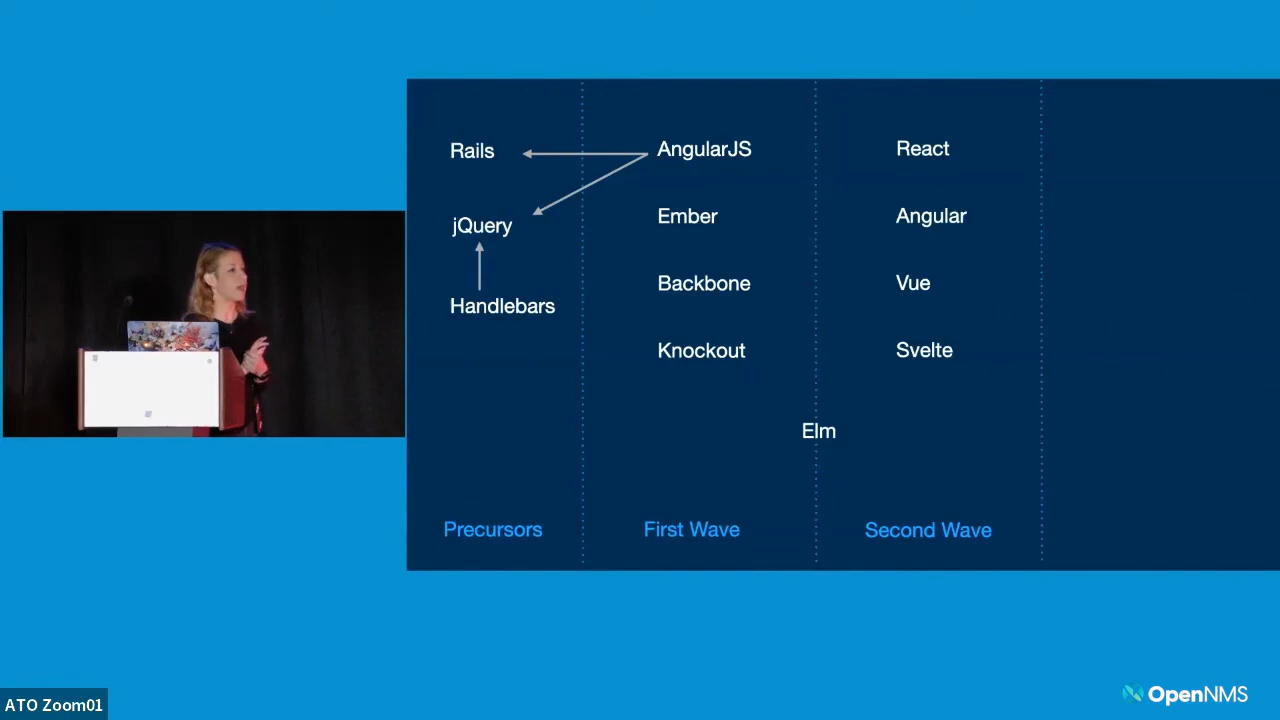 Rails
AngularJS
React
jQuery
Ember
Angular
Handlebars
Backbone
Vue
Knockout
Svelte
Elm
Precursors
First Wave
Second Wave
ATO Zoom01
OpenNMS